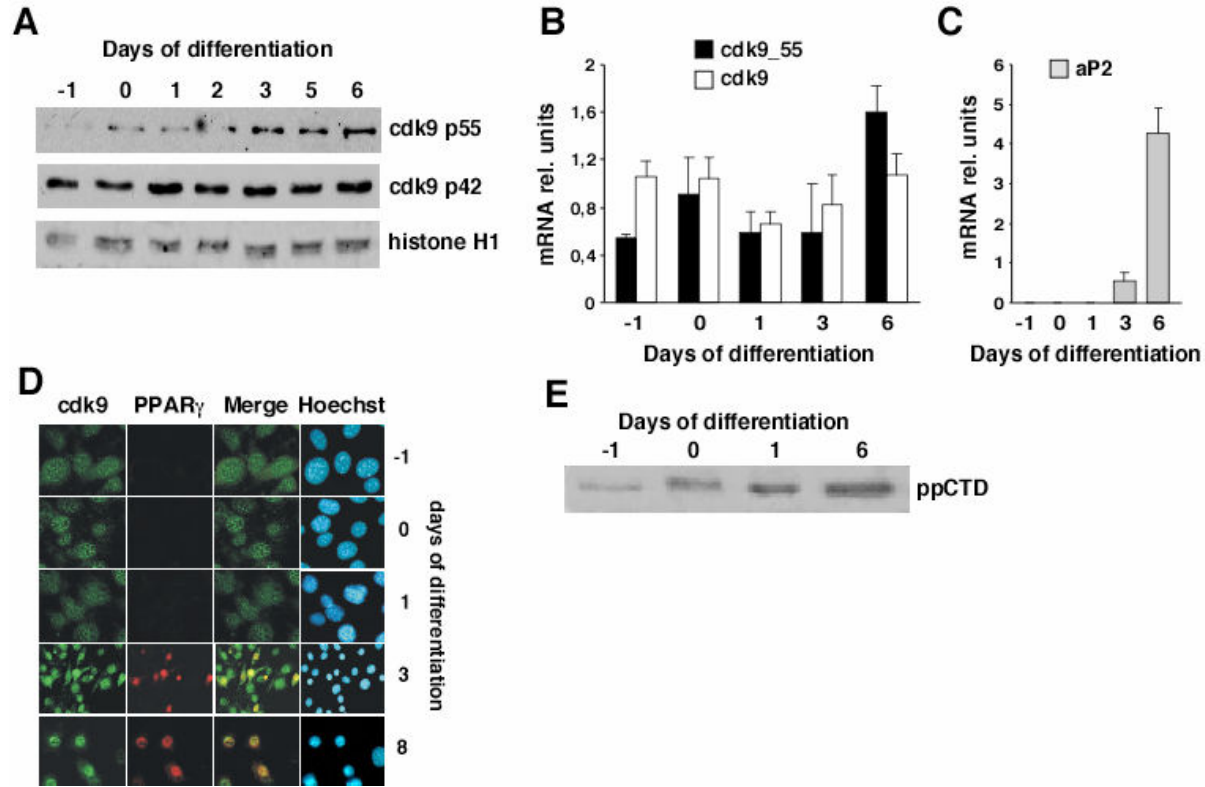 A
Days of differentiation
-1 0 1 2 3 5 6
cdk9 p55
cdk9 p42
histone H1
B
cdk9_55
cdk9
mRNA rel. units
2
1,6
1,2
0,8
0,4
0
-1 0 1 3 6
Days of differentiation
C
aP2
mRNA rel. units
6
5
4
3
2
1
0
-1 0 1 3 6
Days of differentiation
D
cdk9 PPARγ Merge Hoechst
-1
0
1
3
8
days of differentiation
E
Days of differentiation
-1 0 1 6
ppCTD